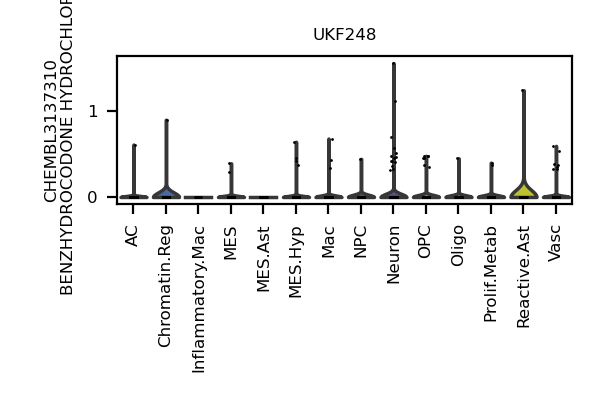 UKF248
CHEMBL3137310
BENZHYDROCODONE HYDROCHLOR
1
0
AC
Chromatin.Reg
Inflammatory.Mac
MES
MES.Ast
MES.Hyp
Mac
NPC
Neuron
OPC
Oligo
Prolif.Metab
Reactive.Ast
Vasc